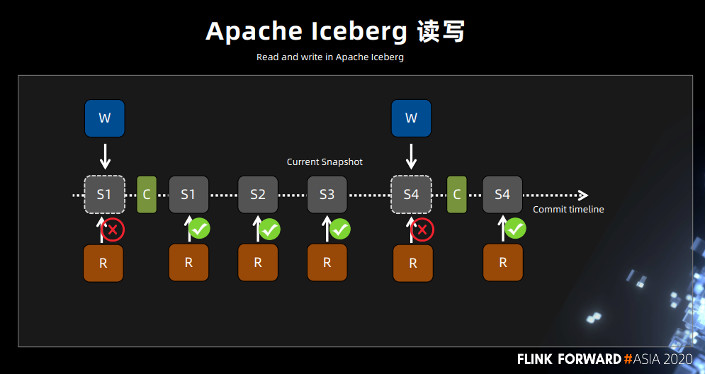 Apache Iceberg 读写
Read and write in Apache Iceberg
W
W
Current Snapshot
S1
C
S1
S2
S3
S4
C
S4
Commit timeline
R
R
R
R
R
R
FLINK FORWARD #ASIA 2020